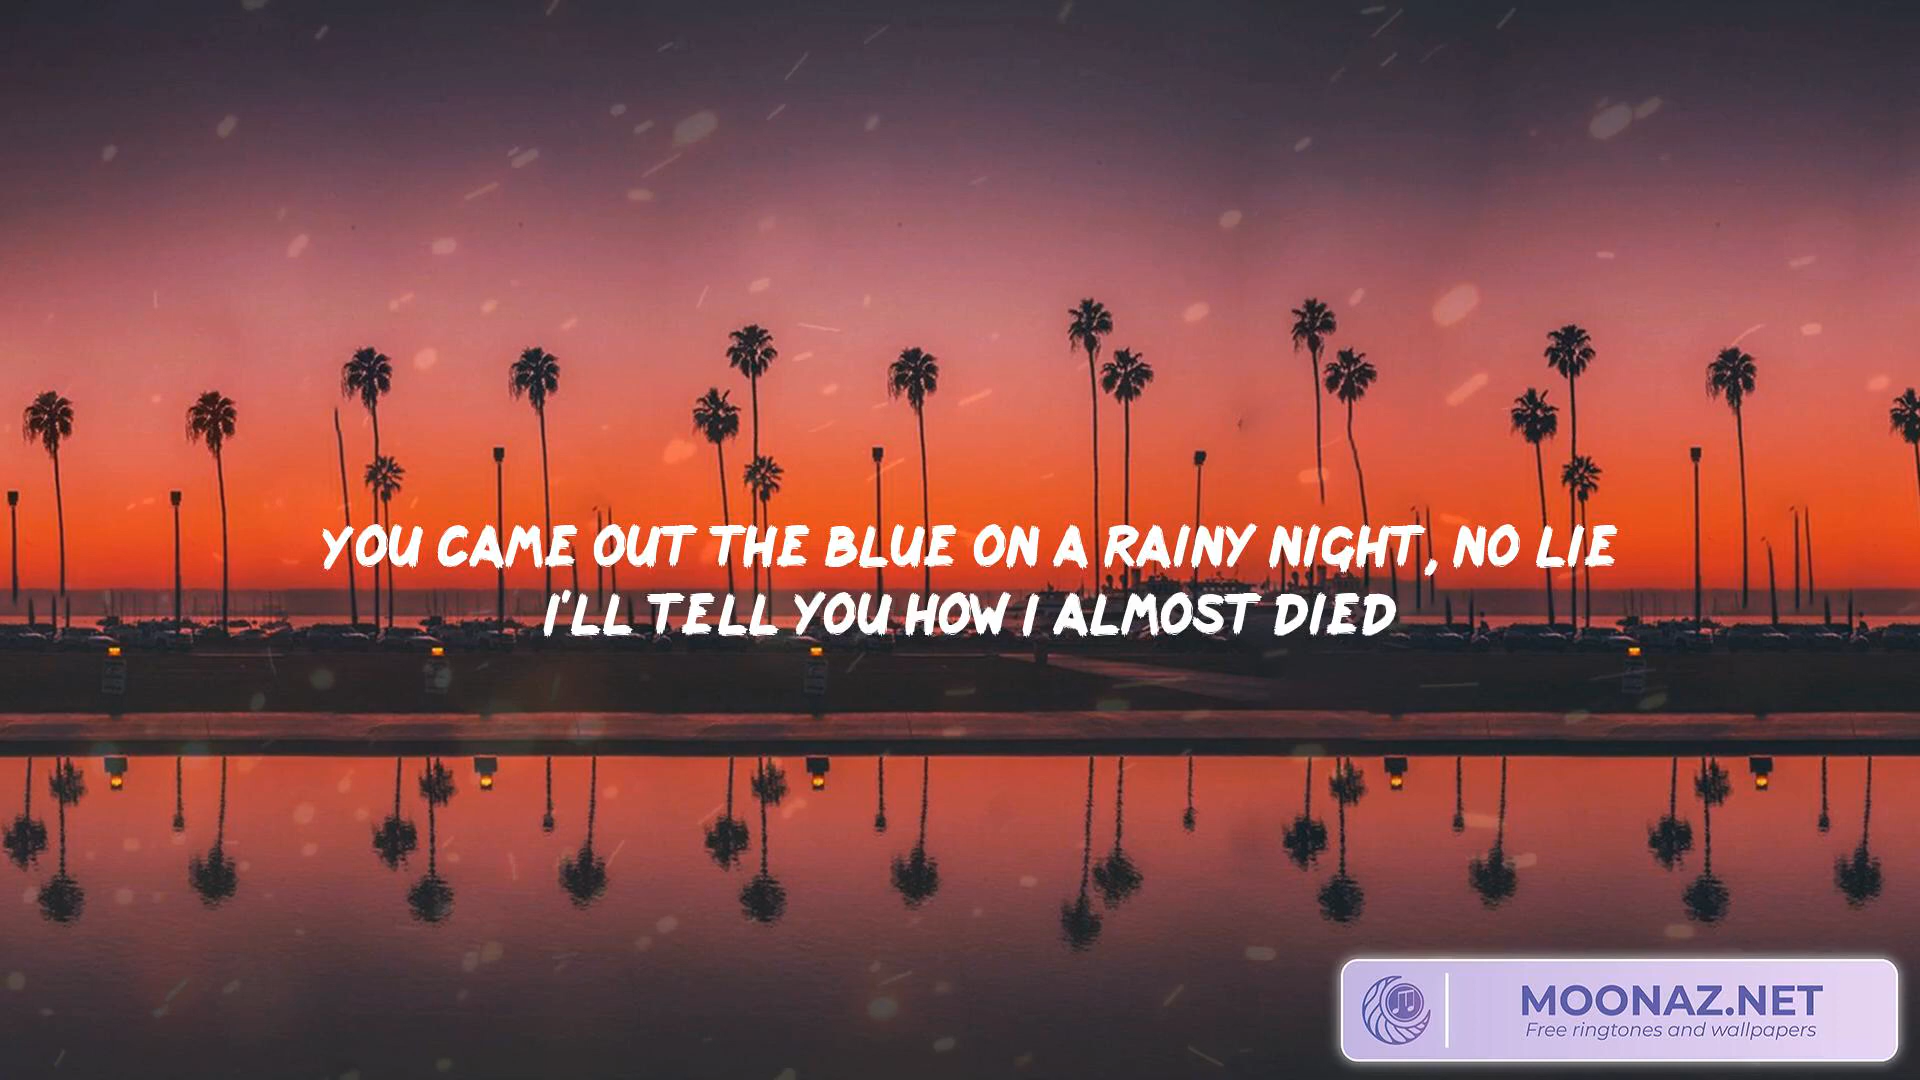 YOU CAME OUT THE BLUE ON A RAINY NIGHT, NO LIE
I'LL TELL YOU HOW I ALMOST DIED
MOONAZ.NET
Free ringtones and wallpapers